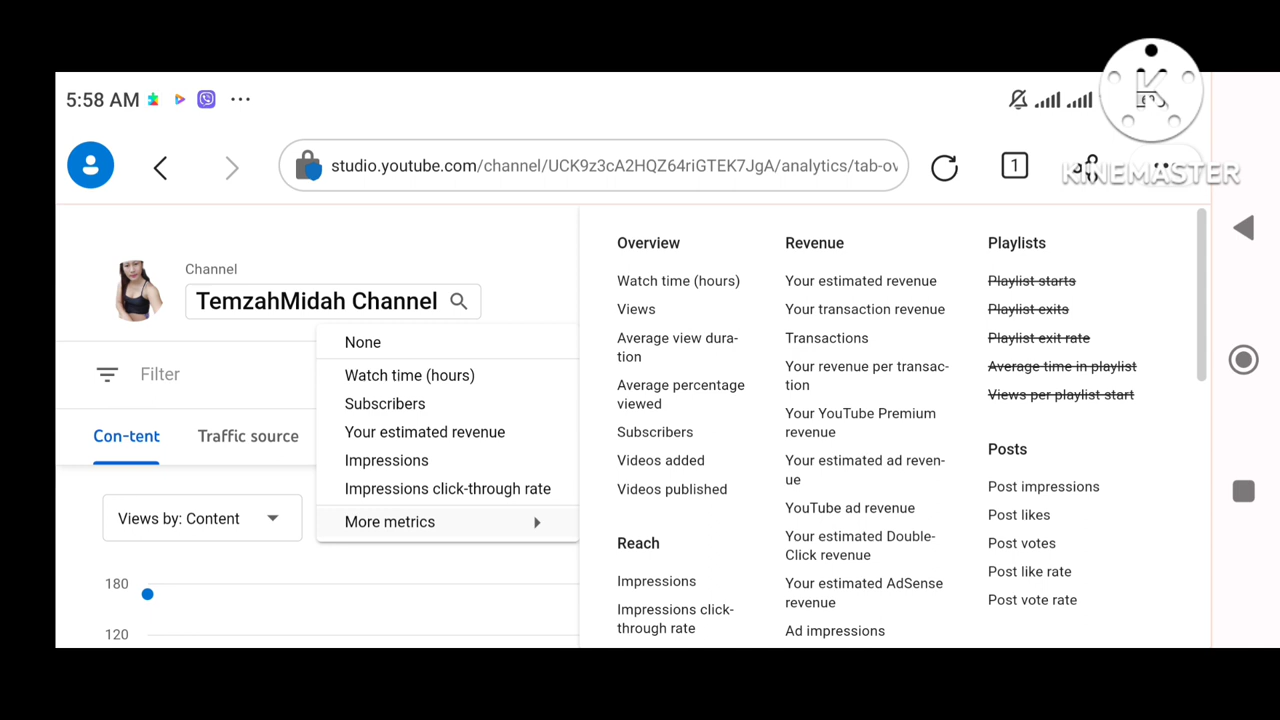 5:58 AM
studio.youtube.com/channel/UCK9z3cA2HQZ64riGTEK7JgA/analytics/tab-ov
1
K
KINEMASTER
Channel
TemzahMidah Channel
Filter
Con-tent
Traffic source
Views by: Content
180
120
None
Watch time (hours)
Subscribers
Your estimated revenue
Impressions
Impressions click-through rate
More metrics
Overview
Watch time (hours)
Views
Average view dura-
tion
Average percentage
viewed
Subscribers
Videos added
Videos published
Reach
Impressions
Impressions click-
through rate
Revenue
Your estimated revenue
Your transaction revenue
Transactions
Your revenue per transac-
tion
Your YouTube Premium
revenue
Your estimated ad reven-
ue
YouTube ad revenue
Your estimated Double-
Click revenue
Your estimated AdSense
revenue
Ad impressions
Playlists
Playlist starts
Playlist exits
Playlist exit rate
Average time in playlist
Views per playlist start
Posts
Post impressions
Post likes
Post votes
Post like rate
Post vote rate